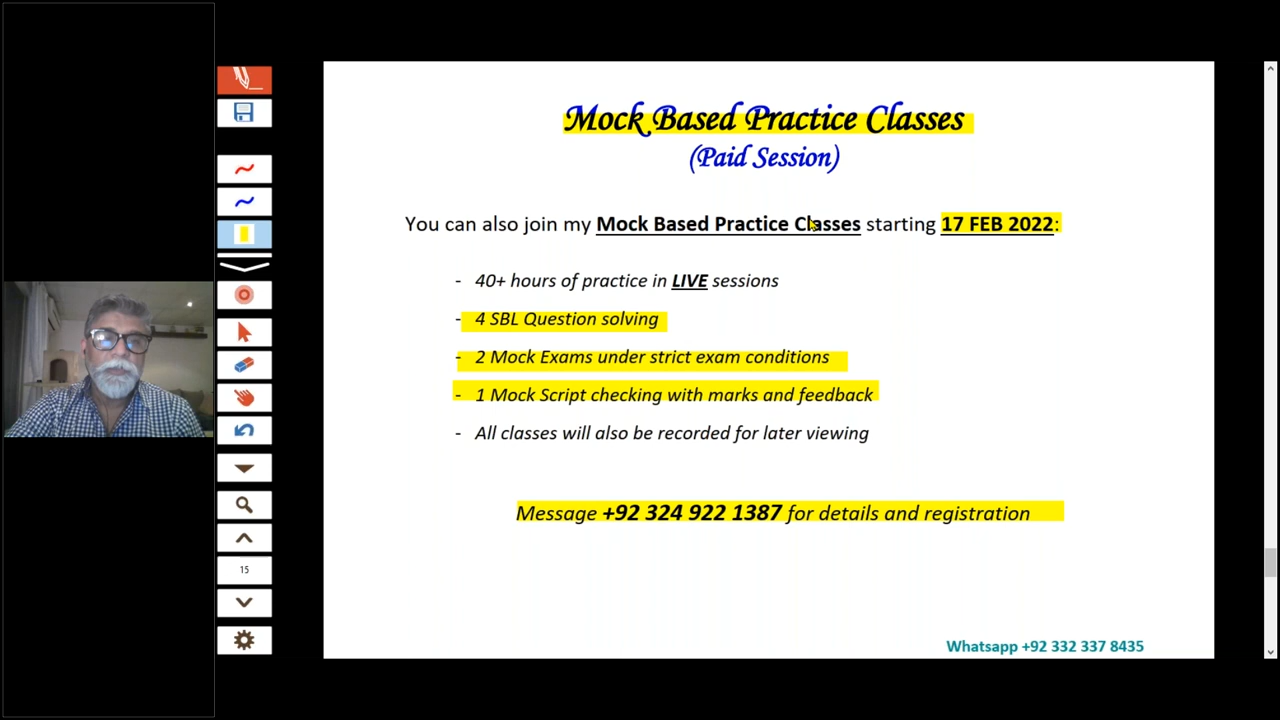 Mock Based Practice Classes
(Paid Session)
You can also join my Mock Based Practice Classes starting 17 FEB 2022:
- 40+ hours of practice in LIVE sessions
- 4 SBL Question solving
- 2 Mock Exams under strict exam conditions
- 1 Mock Script checking with marks and feedback
- All classes will also be recorded for later viewing
Message +92 324 922 1387 for details and registration
15
Whatsapp +92 332 337 8435